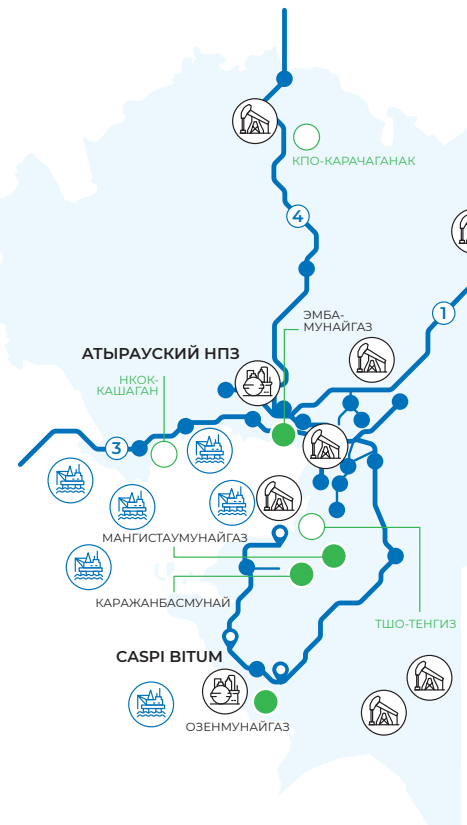 КПО-КАРАЧАГАНАК
4
1
ЭМБА-
МУНАЙГАЗ
АТЫРАУСКИЙ НПЗ
НКОК-
КАШАГАН
3
МАНГИСТАУМУНАЙГАЗ
КАРАЖАНБАСМУНАЙ
ТШО-ТЕНГИЗ
CASPI BITUM
ОЗЕНМУНАЙГАЗ